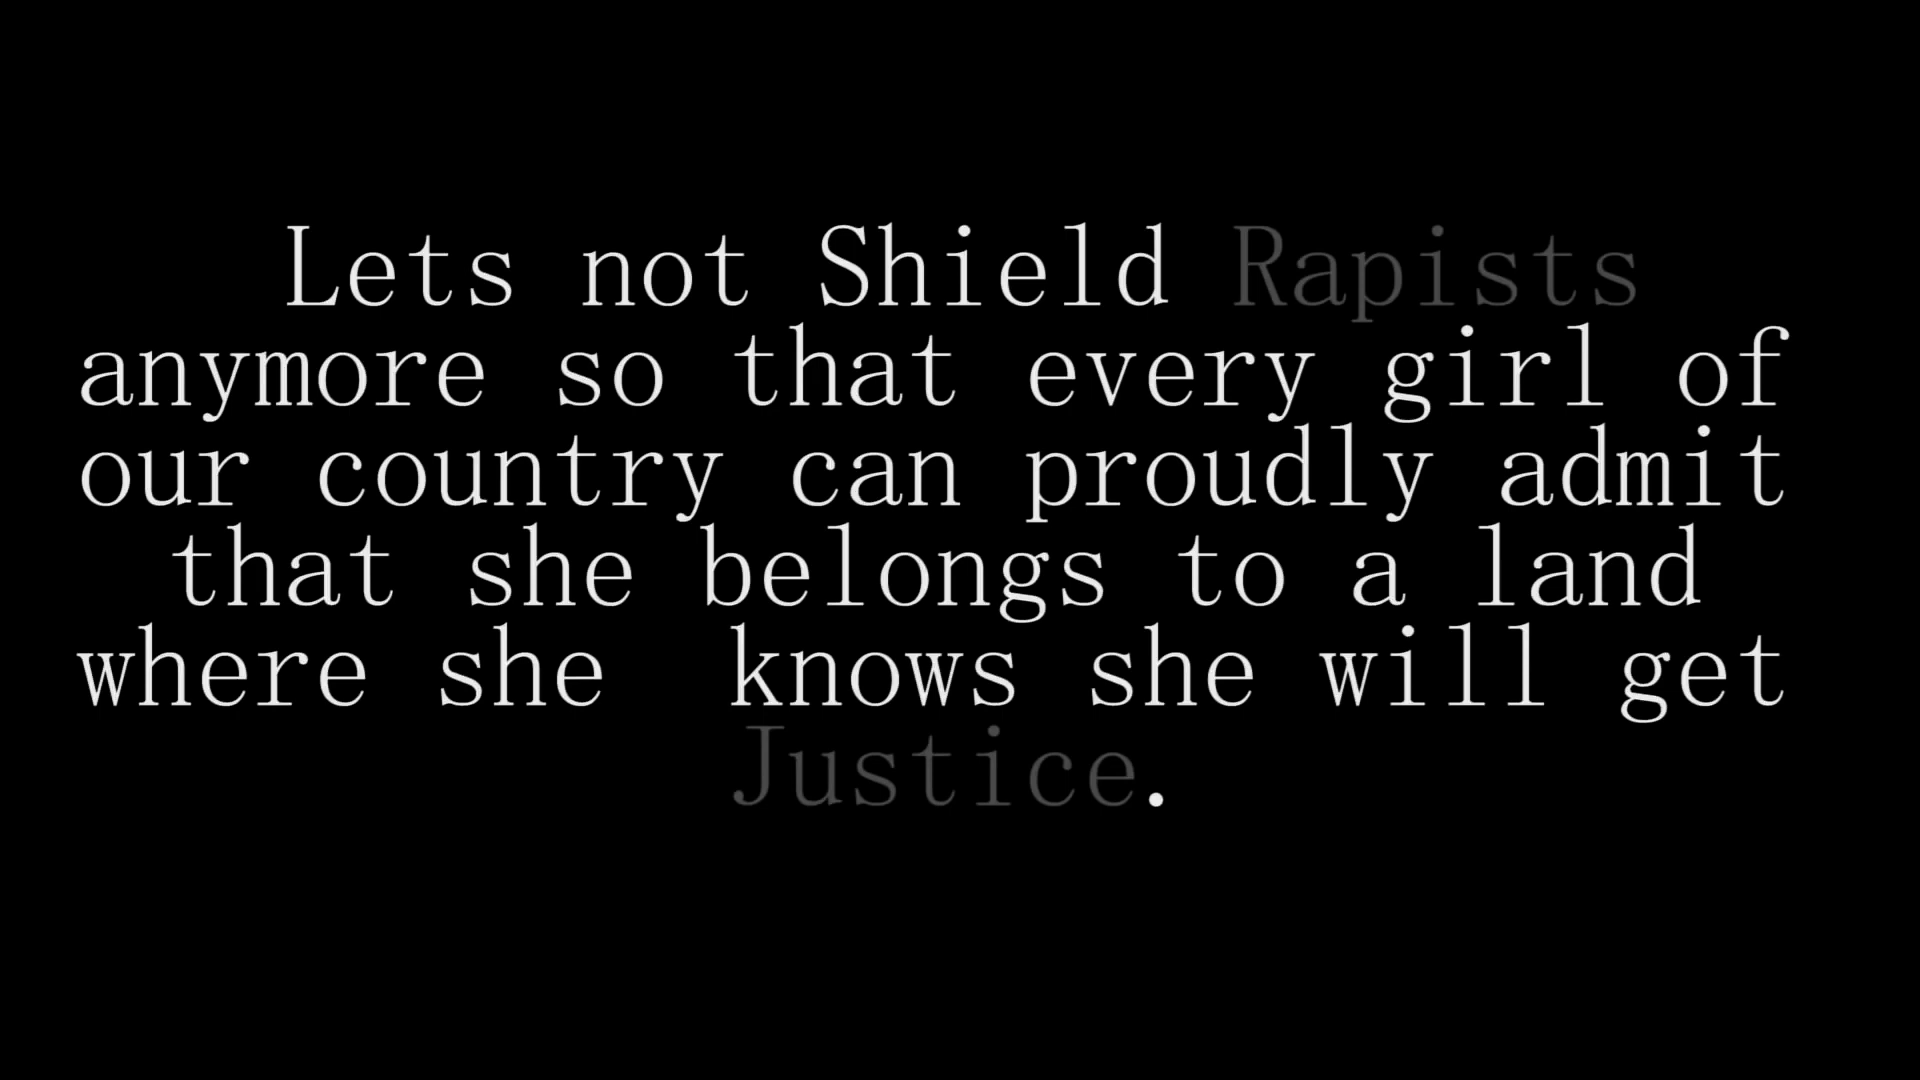 Lets not Shield Rapists
anymore so that every girl of
our country can proudly admit
that she belongs to a land
where she  knows she will get
Justice.